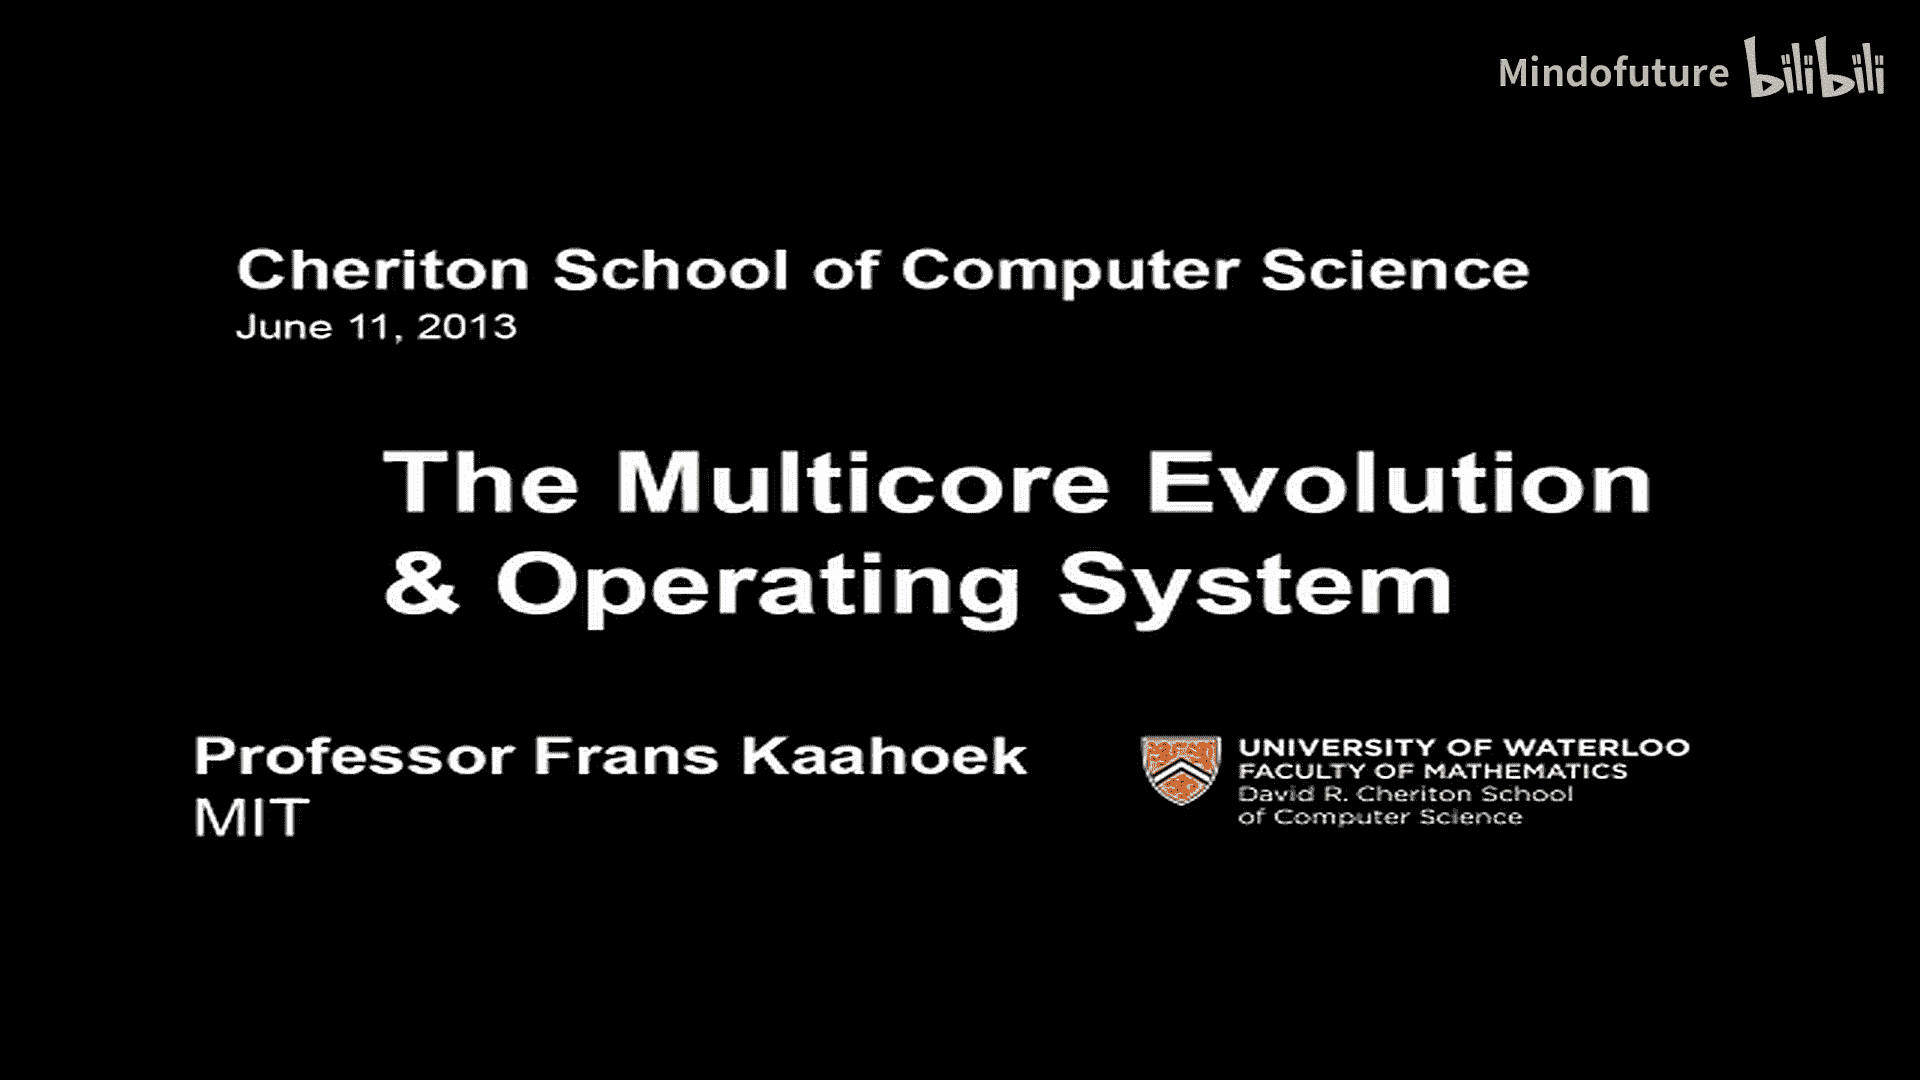 Mindofuture bilibili
Cheriton School of Computer Science
June 11, 2013
The Multicore Evolution
& Operating System
Professor Frans Kaahoek
MIT
UNIVERSITY OF WATERLOO
FACULTY OF MATHEMATICS
David R. Cheriton School
of Computer Science